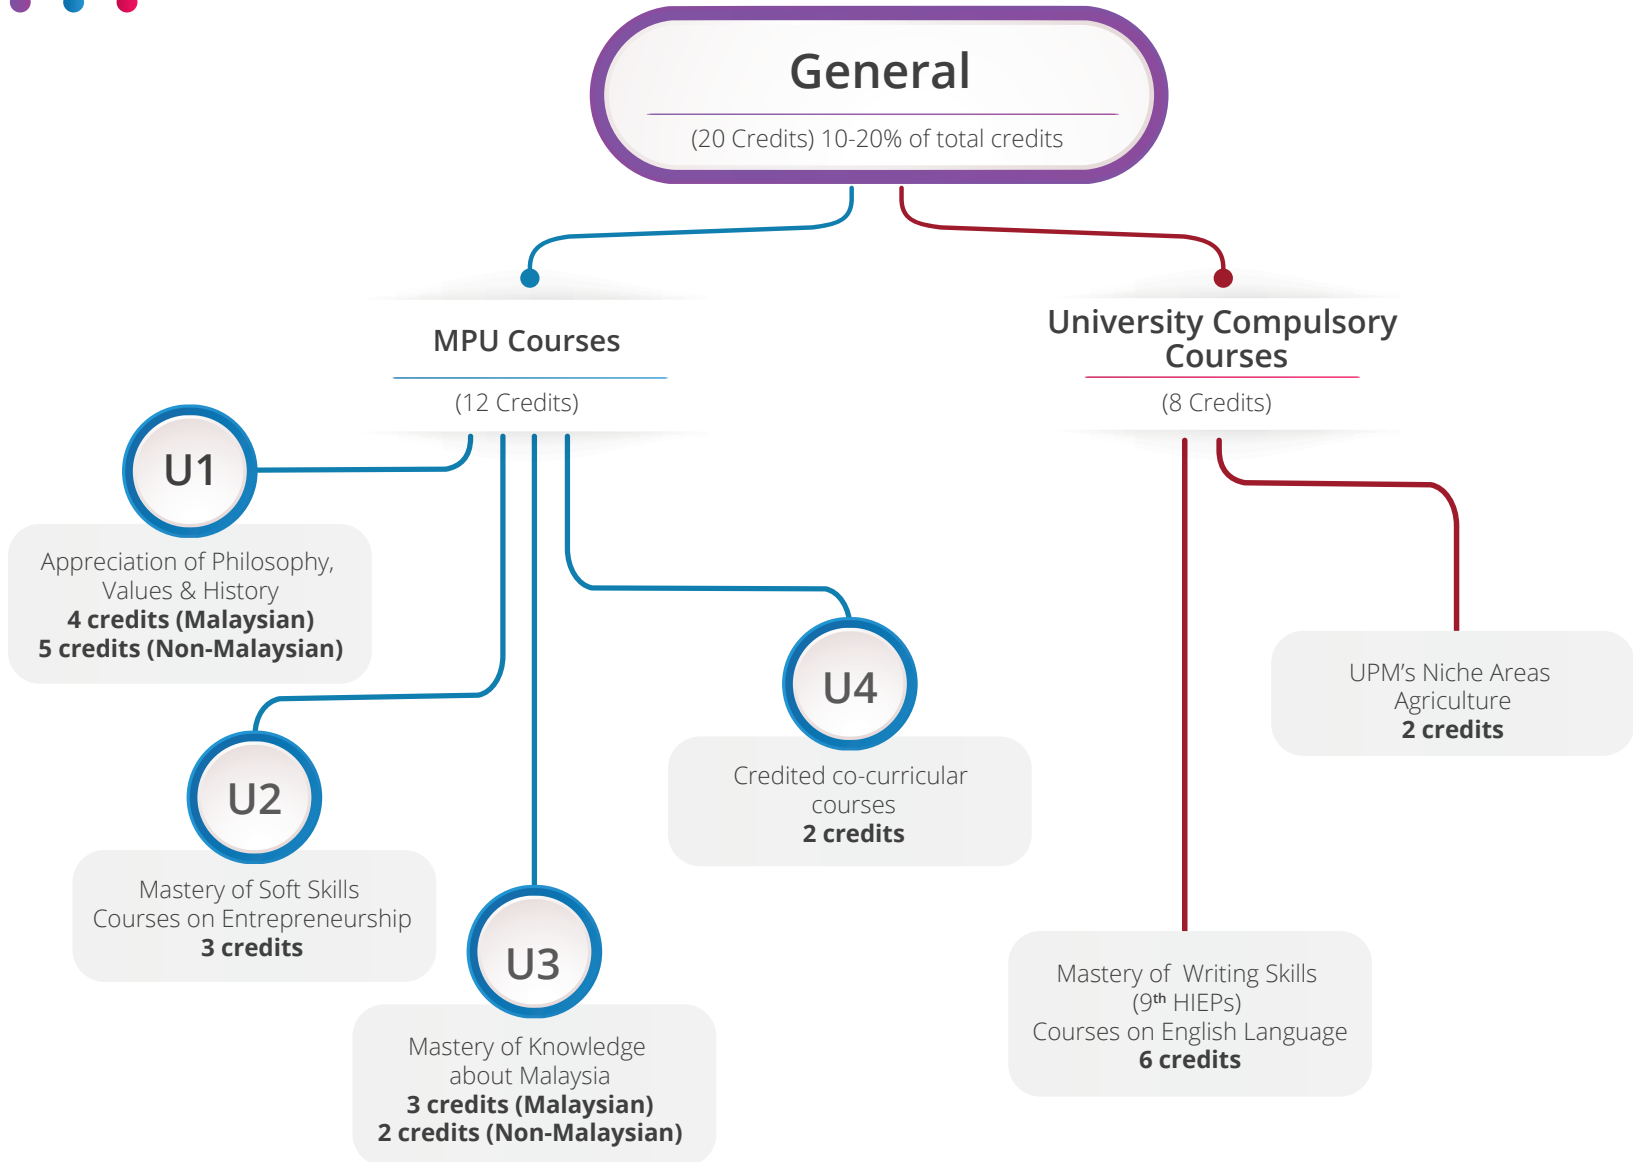 General
(20 Credits) 10-20% of total credits
MPU Courses
(12 Credits)
University Compulsory
Courses
(8 Credits)
U1
Appreciation of Philosophy,
Values & History
4 credits (Malaysian)
5 credits (Non-Malaysian)
U2
Mastery of Soft Skills
Courses on Entrepreneurship
3 credits
U3
Mastery of Knowledge
about Malaysia
3 credits (Malaysian)
2 credits (Non-Malaysian)
U4
Credited co-curricular
courses
2 credits
Mastery of Writing Skills
(9th HIEPs)
Courses on English Language
6 credits
UPM’s Niche Areas
Agriculture
2 credits